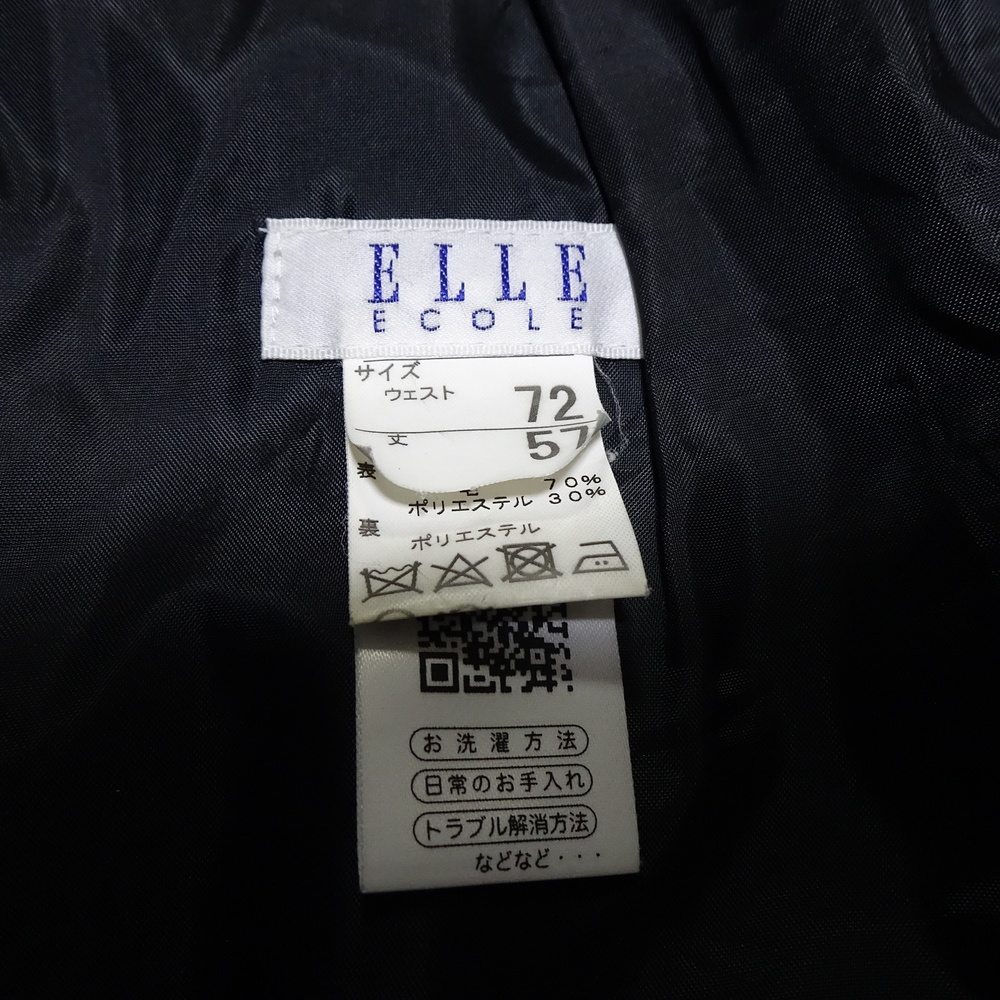 ELLE
ECOLE
サイズ
ウェスト 72
丈 57
表
毛 70%
ポリエステル 30%
裏
ポリエステル
お洗濯方法
日常のお手入れ
トラブル解消方法
などなど・・・